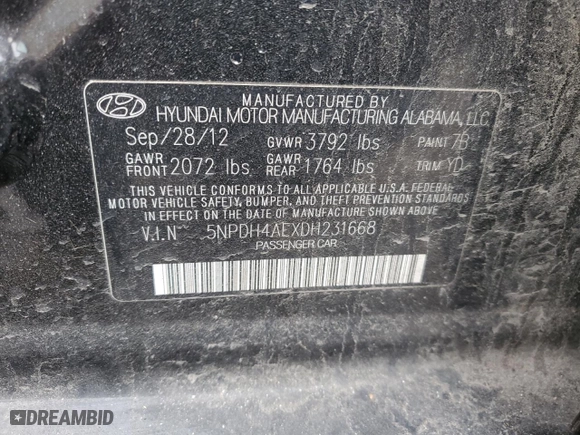 MANUFACTURED BY
HYUNDAI MOTOR MANUFACTURING ALABAMA, LLC
Sep/28/12 GVWR 3792 lbs PAINT 7B
GAWR FRONT 2072 lbs GAWR REAR 1764 lbs TRIM YD
THIS VEHICLE CONFORMS TO ALL APPLICABLE U.S.A. FEDERAL
MOTOR VEHICLE SAFETY, BUMPER, AND THEFT PREVENTION STANDARDS
IN EFFECT ON THE DATE OF MANUFACTURE SHOWN ABOVE.
V.I.N 5NPDH4AEXDH231668
PASSENGER CAR
DREAMBID